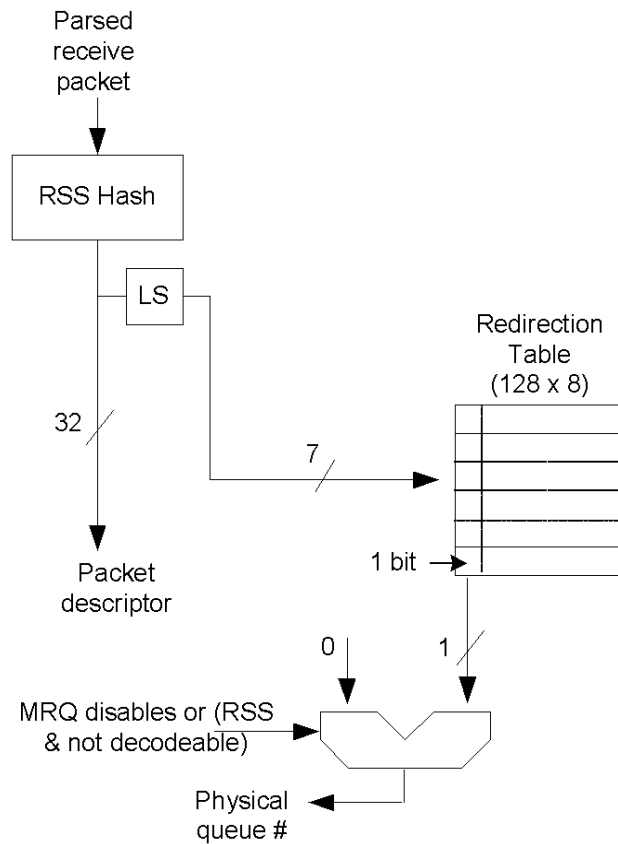 Parsed
receive
packet
RSS Hash
LS
Redirection
Table
(128 x 8)
32
7
Packet
descriptor
1 bit
0
1
MRQ disables or (RSS
& not decodeable)
Physical
queue #